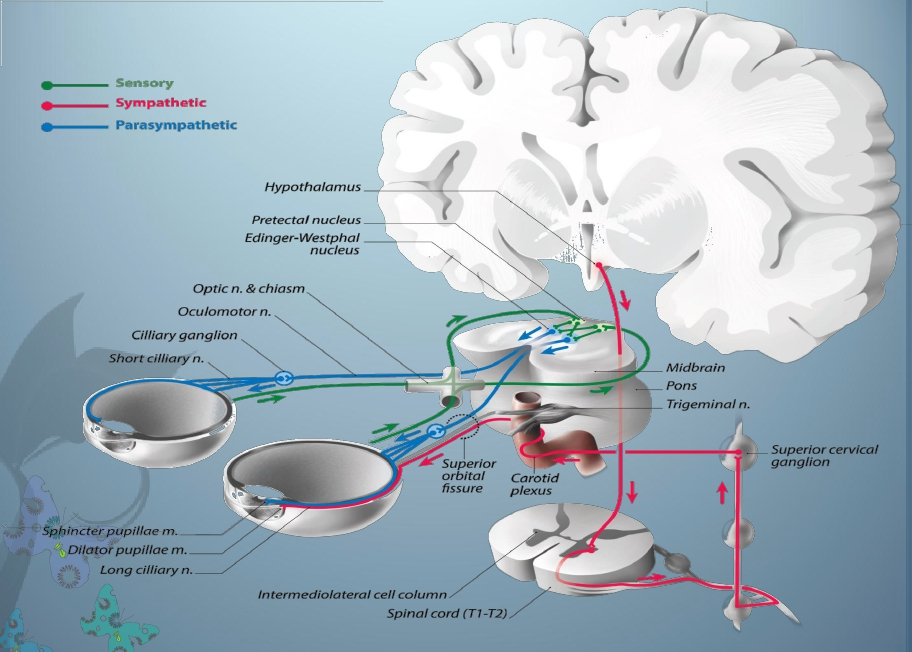 Sensory
Sympathetic
Parasympathetic
Hypothalamus
Pretectal nucleus
Edinger-Westphal
nucleus
Optic n. & chiasm
Oculomotor n.
Cilliary ganglion
Short cilliary n.
Midbrain
Pons
Trigeminal n.
Superior cervical
ganglion
Superior
orbital
fissure
Carotid
plexus
Sphincter pupillae m.
Dilator pupillae m.
Long cilliary n.
Intermediolateral cell column
Spinal cord (T1-T2)